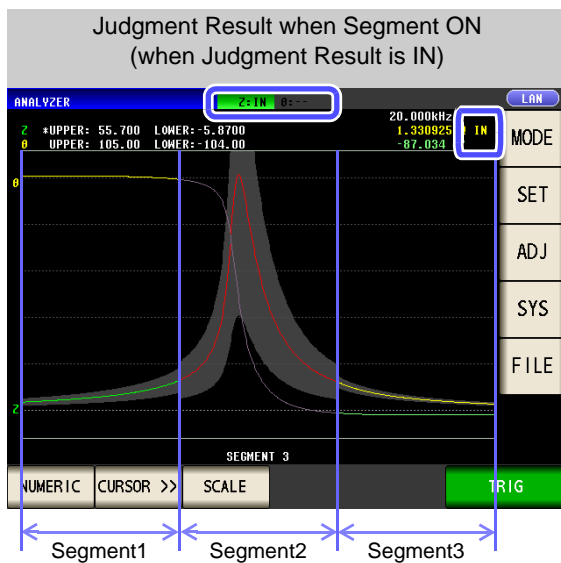 Judgment Result when Segment ON
(when Judgment Result is IN)
ANALYZER Z:IN θ:-- LAN
20.000kHz
Z *UPPER: 55.700 LOWER:-5.8700 1.330925 IN
θ UPPER: 105.00 LOWER:-104.00 -87.034
MODE
θ
SET
ADJ
SYS
FILE
Z
SEGMENT 3
NUMERIC CURSOR >> SCALE TRIG
Segment1 Segment2 Segment3